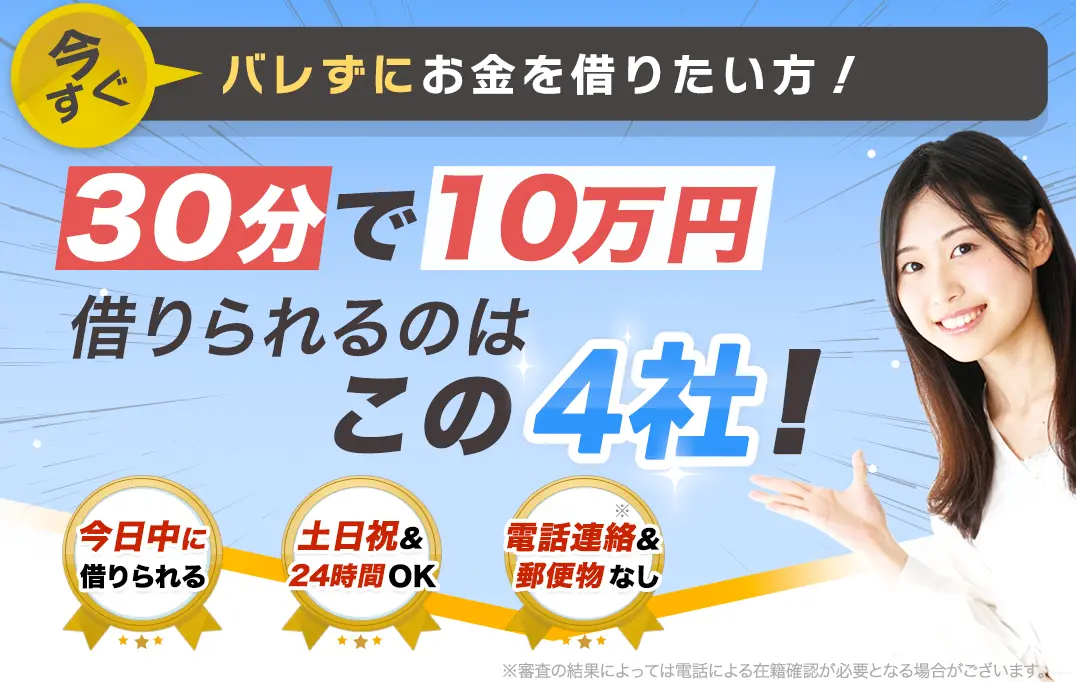 今すぐ
バレずにお金を借りたい方！
30分で10万円
借りられるのは
この4社！
今日中に
借りられる
土日祝&
24時間OK
※
電話連絡&
郵便物なし
※審査の結果によっては電話による在籍確認が必要となる場合がございます。